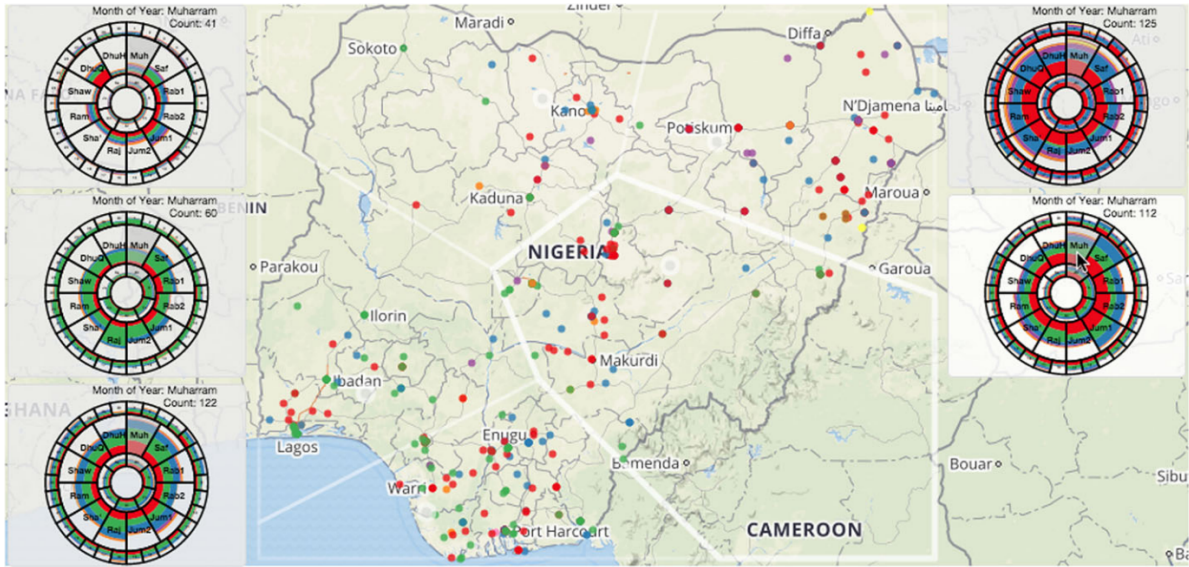 Month of Year: Muharram
Count: 41
DhuH
Muh
Saf
Rab1
Rab2
Jum1
Jum2
Raj
Sha'
Ram
Shaw
DhuQ
Month of Year: Muharram
Count: 60
DhuH
Muh
Saf
Rab1
Rab2
Jum1
Jum2
Raj
Sha'
Ram
Shaw
DhuQ
Month of Year: Muharram
Count: 122
DhuH
Muh
Saf
Rab1
Rab2
Jum1
Jum2
Raj
Sha'
Ram
Shaw
DhuQ
GHANA
BENIN
Zinder
Maradi
Sokoto
Diffa
Kano
Potiskum
N'Djamena
Kaduna
Maroua
NIGERIA
Parakou
Garoua
Ilorin
Makurdi
Ibadan
Enugu
Lagos
Bamenda
Warri
Port Harcourt
CAMEROON
Bouar
Sibu
Ba
Month of Year: Muharram
Count: 125
Ati
DhuH
Muh
Saf
Rab1
Rab2
Jum1
Jum2
Raj
Sha'
Ram
Shaw
DhuQ
Month of Year: Muharram
Count: 112
DhuH
Muh
Saf
Rab1
Rab2
Jum1
Jum2
Raj
Sha'
Ram
Shaw
DhuQ